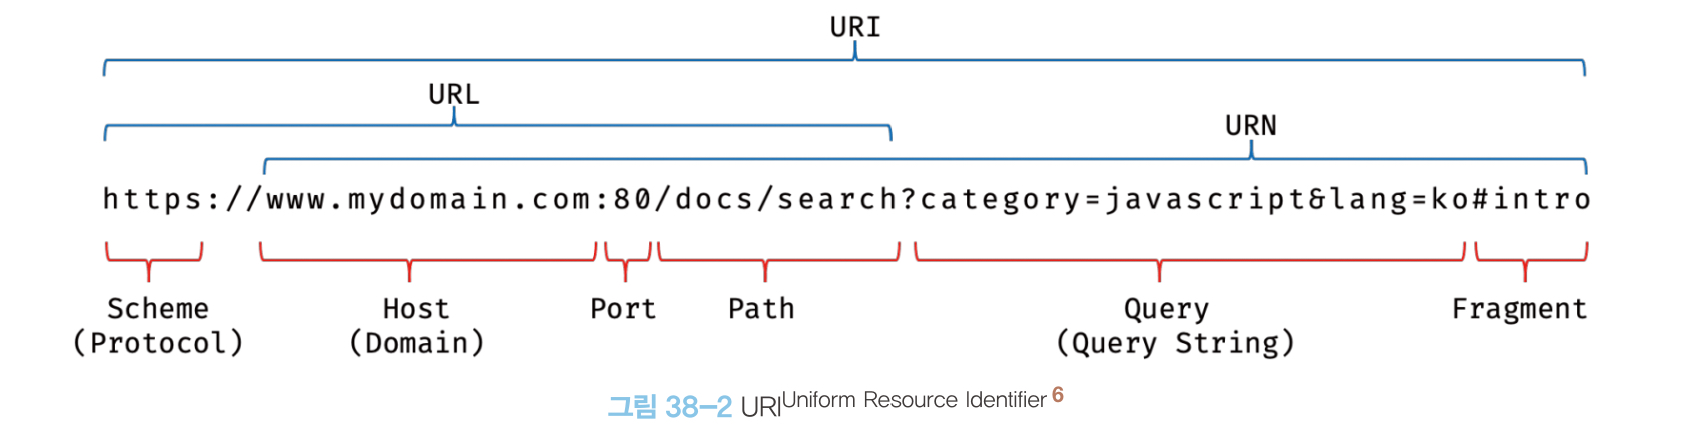 URI
URL
URN
https://www.mydomain.com:80/docs/search?category=javascript&lang=ko#intro
Scheme Host Port Path Query Fragment
(Protocol) (Domain) (Query String)
그림 38-2 URI Uniform Resource Identifier 6